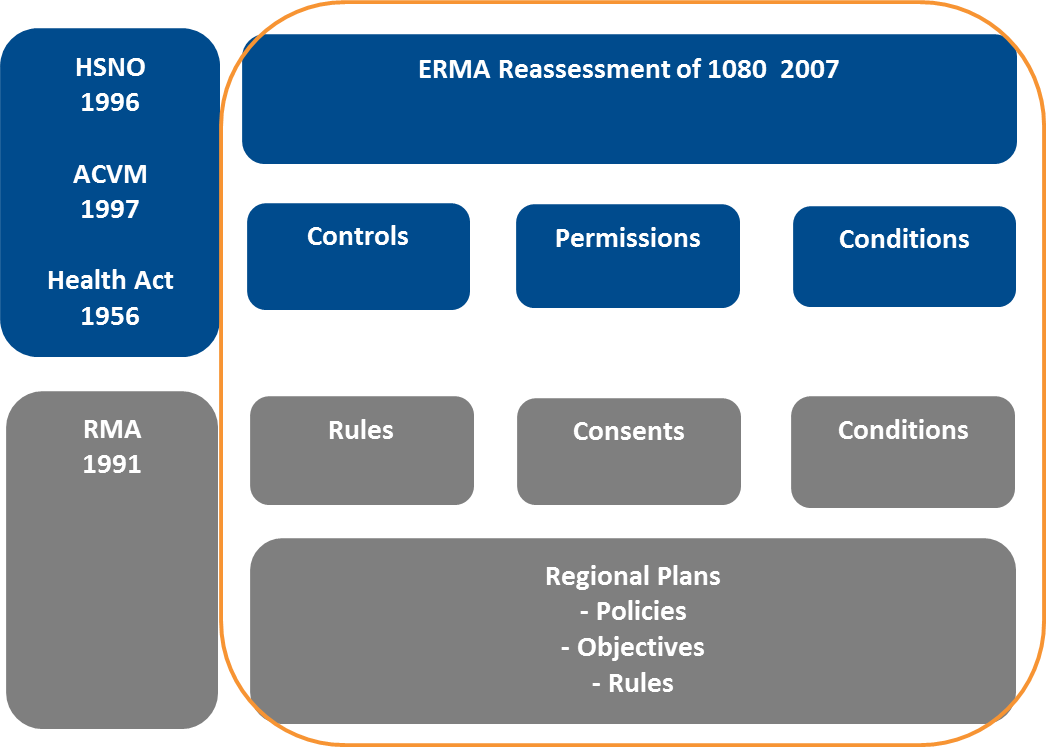 HSNO
1996
ACVM
1997
Health Act
1956
ERMA Reassessment of 1080  2007
Controls
Permissions
Conditions
RMA
1991
Rules
Consents
Conditions
Regional Plans
- Policies
- Objectives
- Rules